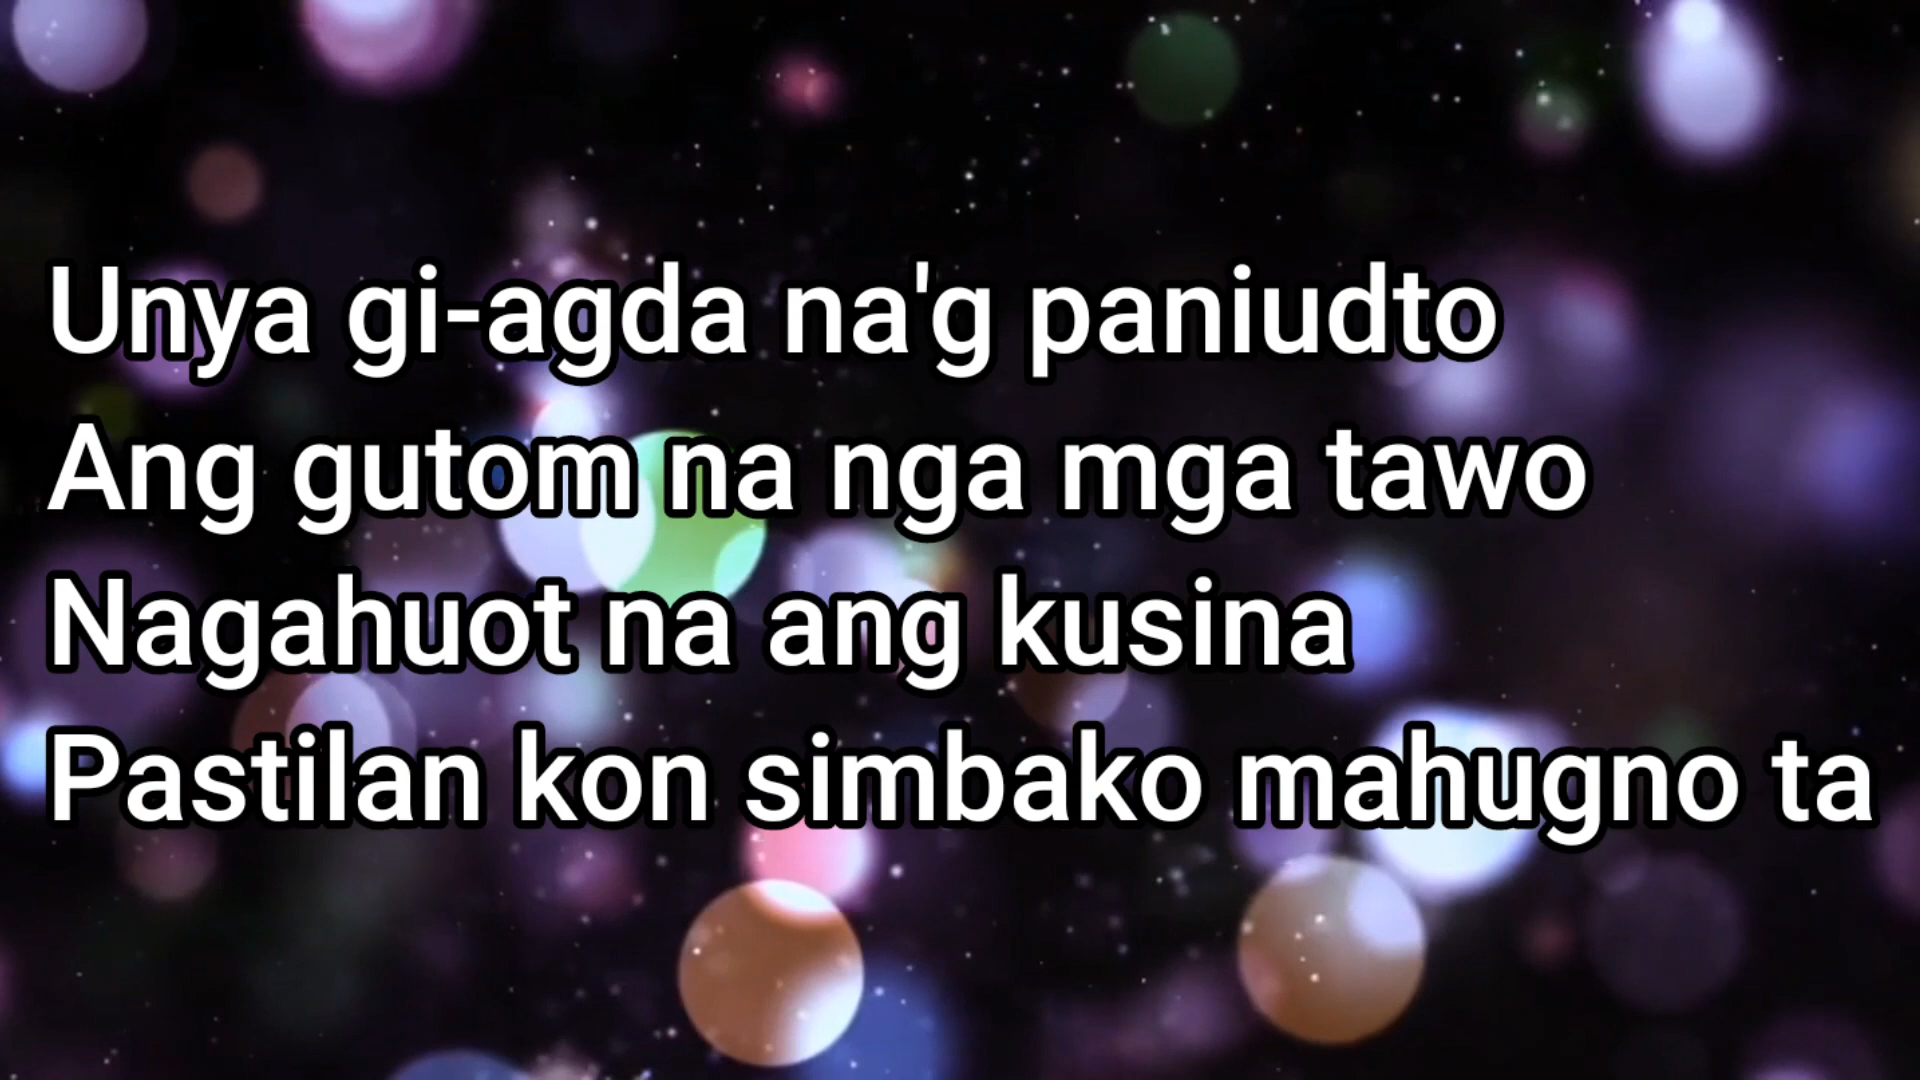 Unya gi-agda na'g paniudto
Ang gutom na nga mga tawo
Nagahuot na ang kusina
Pastilan kon simbako mahugno ta